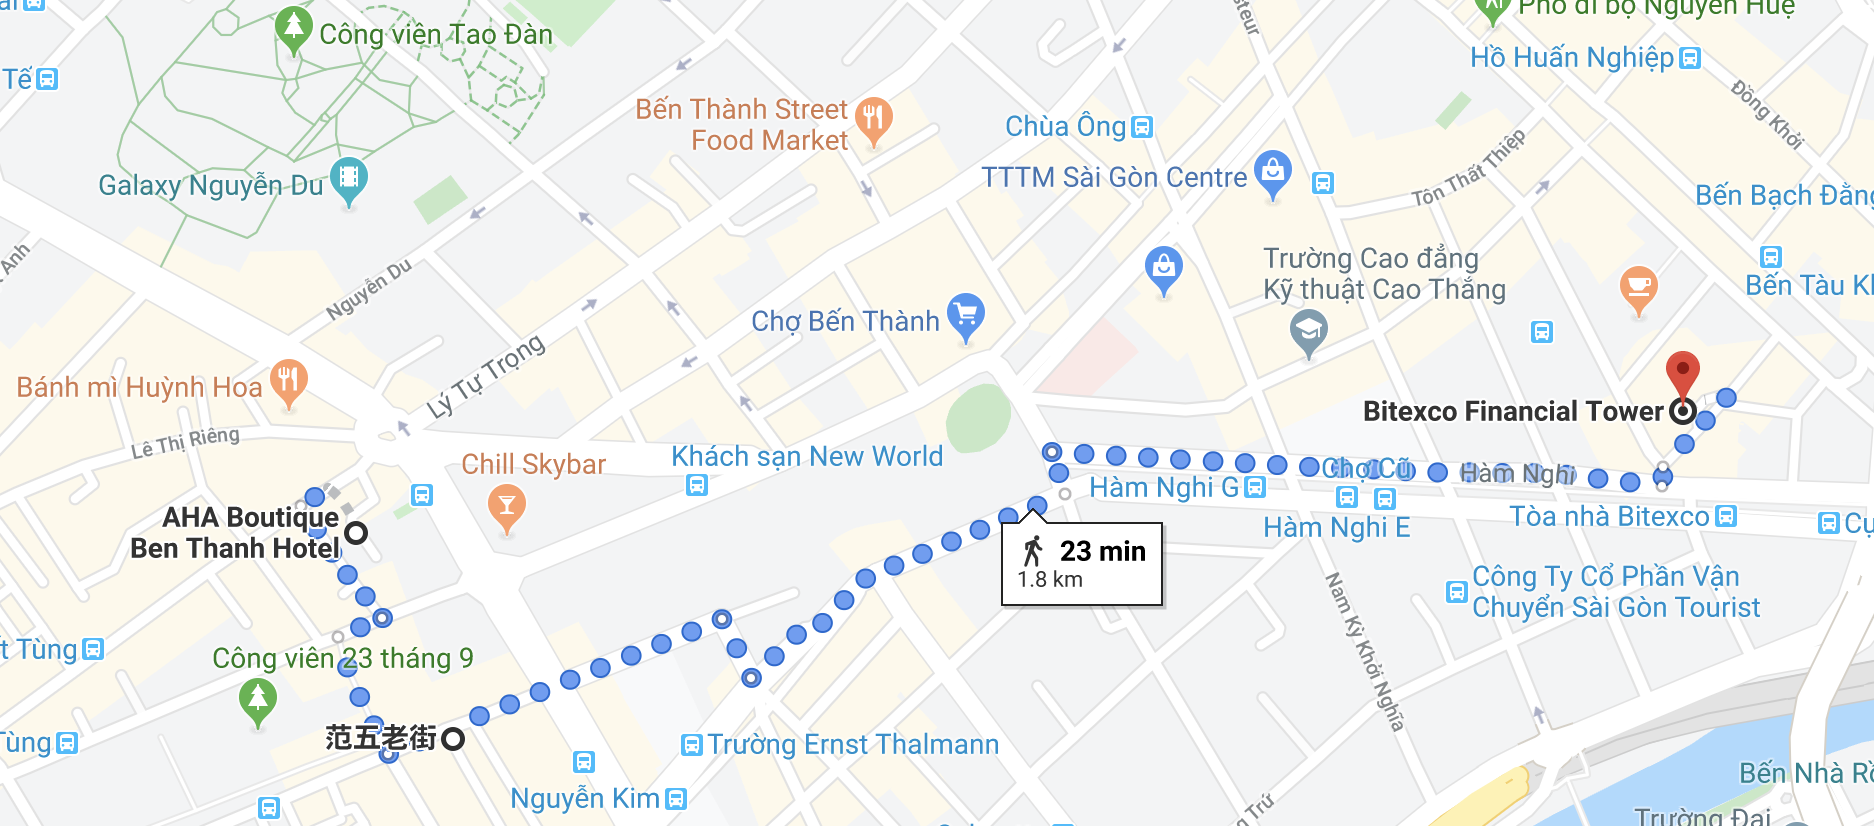 Công viên Tao Đàn
Phố đi bộ Nguyễn Huệ
Hồ Huấn Nghiệp
Tế
Đồng Khởi
Bến Thành Street
Food Market
Chùa Ông
Tôn Thất Thiệp
Galaxy Nguyễn Du
TTTM Sài Gòn Centre
Bến Bạch Đằng
Anh
Nguyễn Du
Trường Cao đẳng
Kỹ thuật Cao Thắng
Bến Tàu
Chợ Bến Thành
Lý Tự Trọng
Bánh mì Huỳnh Hoa
Bitexco Financial Tower
Lê Thị Riêng
Chill Skybar
Khách sạn New World
Chợ Cũ
Hàm Nghi
Hàm Nghi G
AHA Boutique
Ben Thanh Hotel
Hàm Nghi E
Tòa nhà Bitexco
23 min
1.8 km
Công Ty Cổ Phần Vận
Chuyển Sài Gòn Tourist
Nam Kỳ Khởi Nghĩa
t Tùng
Công viên 23 tháng 9
范五老街
Tùng
Trường Ernst Thalmann
Bến Nhà
Nguyễn Kim
Trứ
Trường Đại